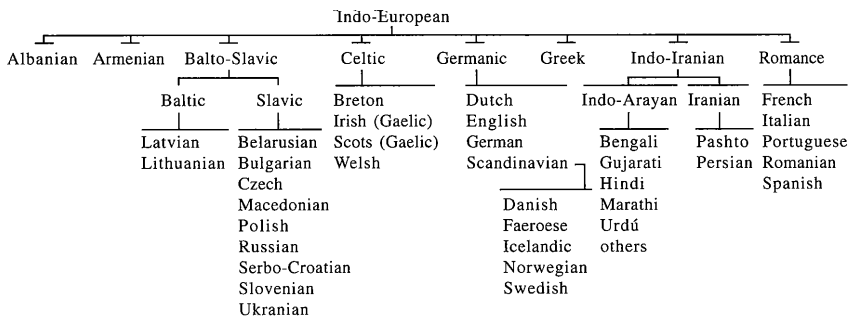 Indo-European
Albanian Armenian Balto-Slavic Celtic Germanic Greek Indo-Iranian Romance
Baltic Slavic Breton Dutch Indo-Arayan Iranian French
Irish (Gaelic) English Italian
Latvian Belarusian Scots (Gaelic) German Bengali Pashto Portuguese
Lithuanian Bulgarian Welsh Scandinavian Gujarati Persian Romanian
Czech Hindi Spanish
Macedonian Danish Marathi
Polish Faeroese Urdú
Russian Icelandic others
Serbo-Croatian Norwegian
Slovenian Swedish
Ukranian